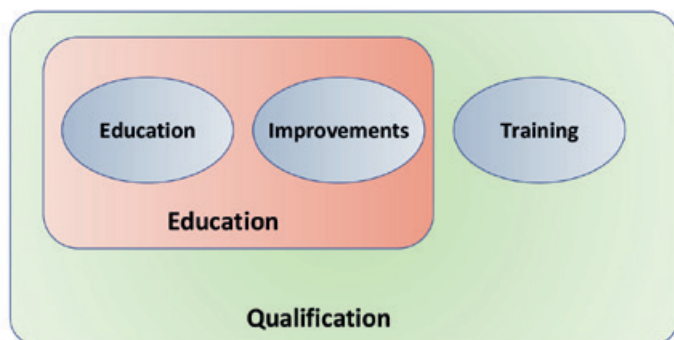 Education
Improvements
Training
Education
Qualification